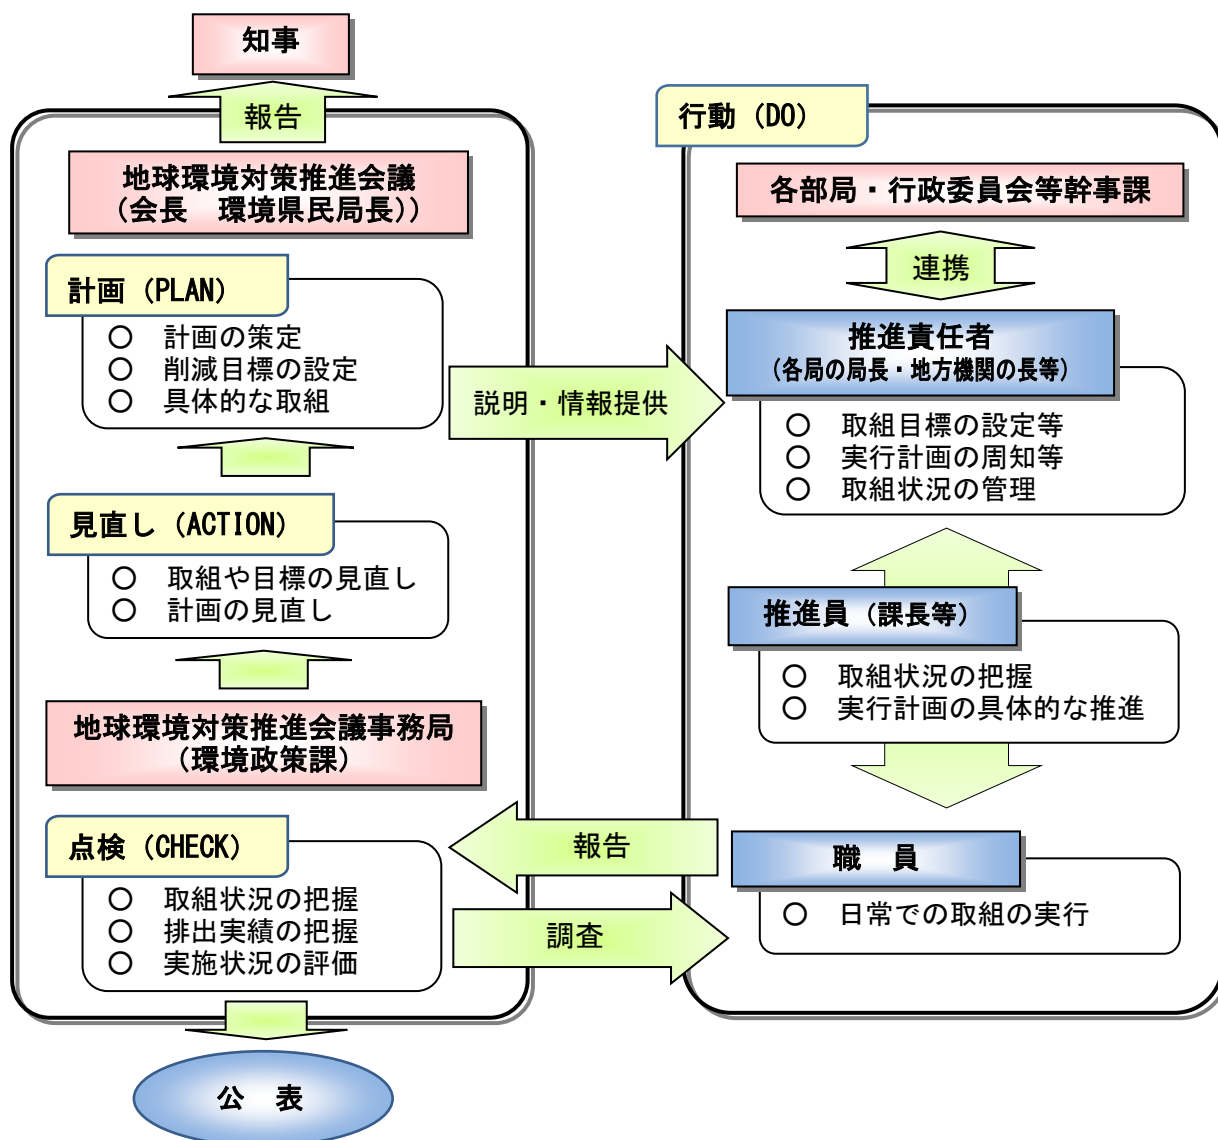 知事
報告
地球環境対策推進会議
（会長　環境県民局長））
計画（PLAN）
○　計画の策定
○　削減目標の設定
○　具体的な取組
見直し（ACTION）
○　取組や目標の見直し
○　計画の見直し
地球環境対策推進会議事務局
（環境政策課）
点検（CHECK）
○　取組状況の把握
○　排出実績の把握
○　実施状況の評価
公　表
説明・情報提供
報告
調査
行動（DO）
各部局・行政委員会等幹事課
連携
推進責任者
（各局の局長・地方機関の長等）
○　取組目標の設定等
○　実行計画の周知等
○　取組状況の管理
推進員（課長等）
○　取組状況の把握
○　実行計画の具体的な推進
職　員
○　日常での取組の実行